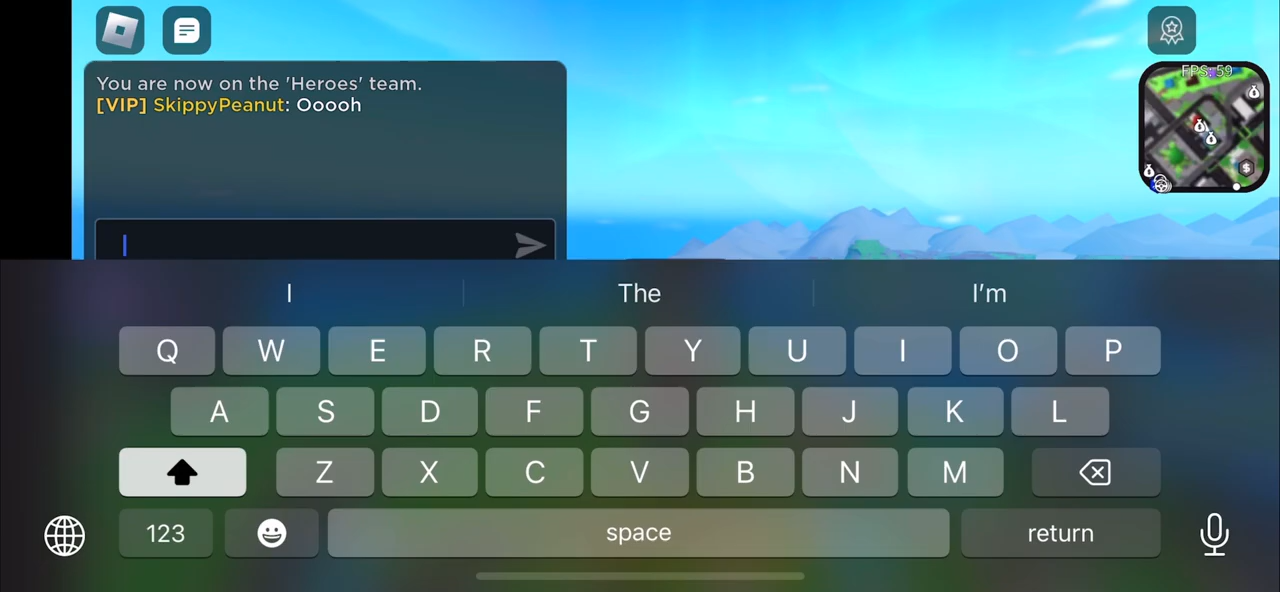 You are now on the 'Heroes' team.
[VIP] SkippyPeanut: Ooooh
FPS: 59
I The I'm
Q W E R T Y U I O P
A S D F G H J K L
Z X C V B N M
123 space return